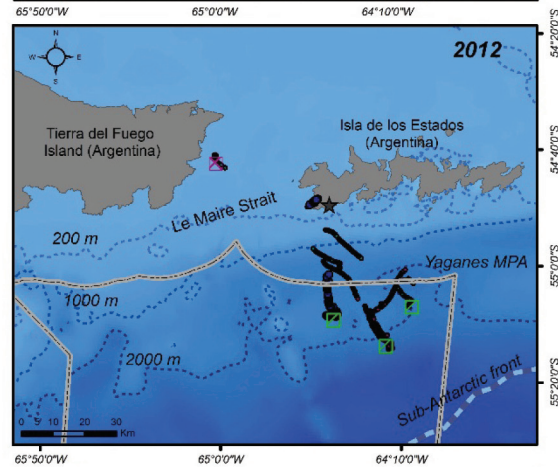 65°50'0"W 65°0'0"W 64°10'0"W
54°20'0"S
N
W E
S
2012
Tierra del Fuego
Island (Argentina)
Isla de los Estados
(Argentina)
54°40'0"S
Le Maire Strait
200 m
Yaganes MPA
55°0'0"S
1000 m
2000 m
Sub-Antarctic front
55°20'0"S
0 5 10 20 30
Km
65°50'0"W 65°0'0"W 64°10'0"W